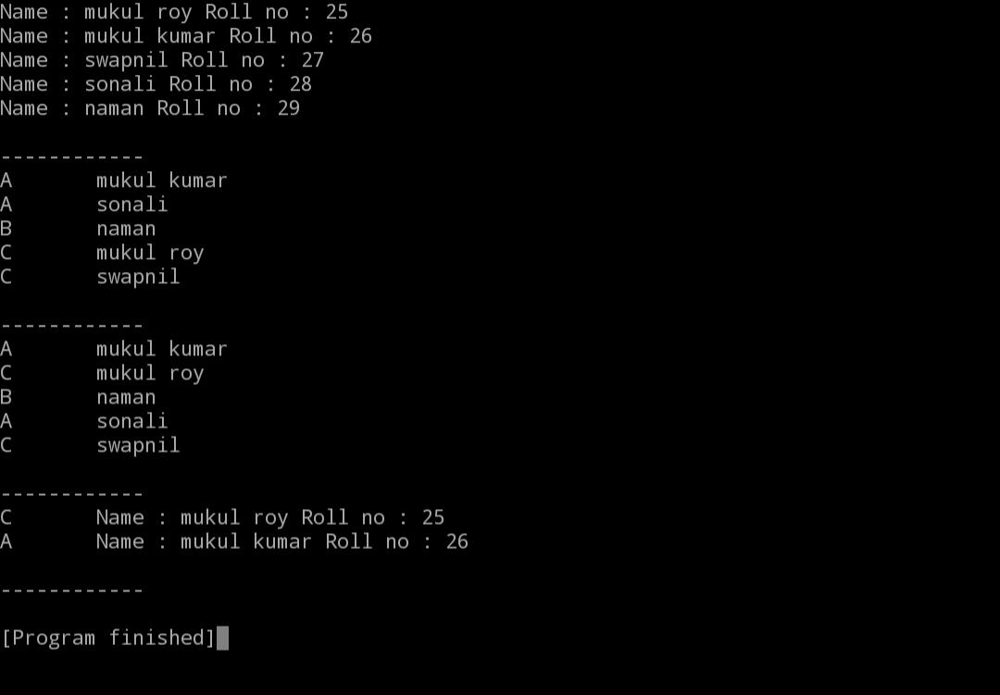 Name : mukul roy Roll no : 25
Name : mukul kumar Roll no : 26
Name : swapnil Roll no : 27
Name : sonali Roll no : 28
Name : naman Roll no : 29
------------
A mukul kumar
A sonali
B naman
C mukul roy
C swapnil
------------
A mukul kumar
C mukul roy
B naman
A sonali
C swapnil
------------
C Name : mukul roy Roll no : 25
A Name : mukul kumar Roll no : 26
------------
[Program finished]